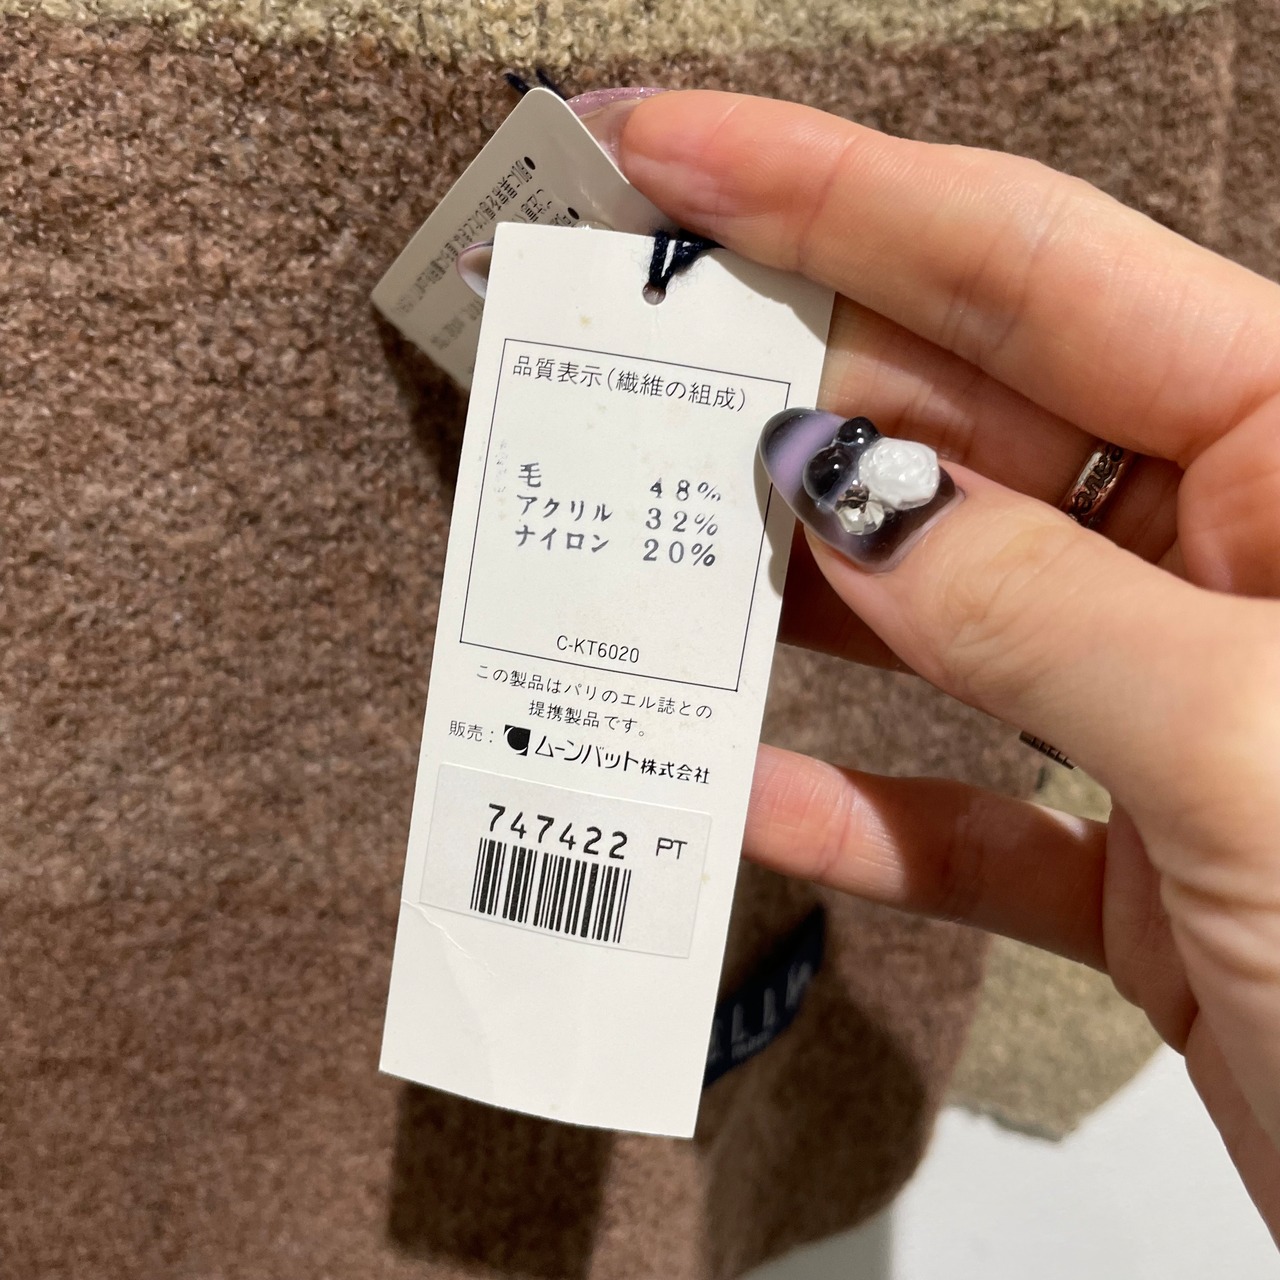 品質表示(繊維の組成)
毛 48%
アクリル 32%
ナイロン 20%
C-KT6020
この製品はパリのエル誌との
提携製品です。
販売: ムーンバット株式会社
747422 PT